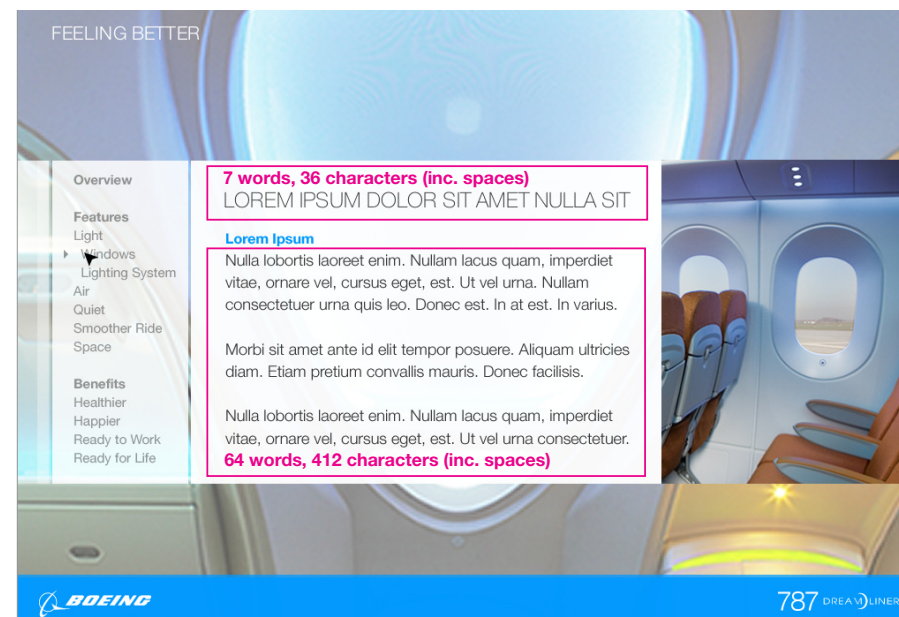 FEELING BETTER
Overview
Features
Light
Windows
Lighting System
Air
Quiet
Smoother Ride
Space
Benefits
Healthier
Happier
Ready to Work
Ready for Life
7 words, 36 characters (inc. spaces)
LOREM IPSUM DOLOR SIT AMET NULLA SIT
Lorem Ipsum
Nulla lobortis laoreet enim. Nullam lacus quam, imperdiet
vitae, ornare vel, cursus eget, est. Ut vel urna. Nullam
consectetuer urna quis leo. Donec est. In at est. In varius.
Morbi sit amet ante id elit tempor posuere. Aliquam ultricies
diam. Etiam pretium convallis mauris. Donec facilisis.
Nulla lobortis laoreet enim. Nullam lacus quam, imperdiet
vitae, ornare vel, cursus eget, est. Ut vel urna consectetuer.
64 words, 412 characters (inc. spaces)
BOEING
787 DREAMLINER